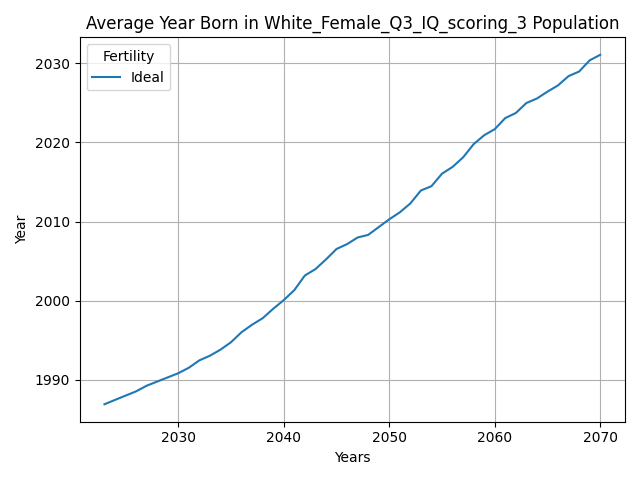 Average Year Born in White_Female_Q3_IQ_scoring_3 Population
Fertility
Ideal
Year
2030
2020
2010
2000
1990
2030 2040 2050 2060 2070
Years